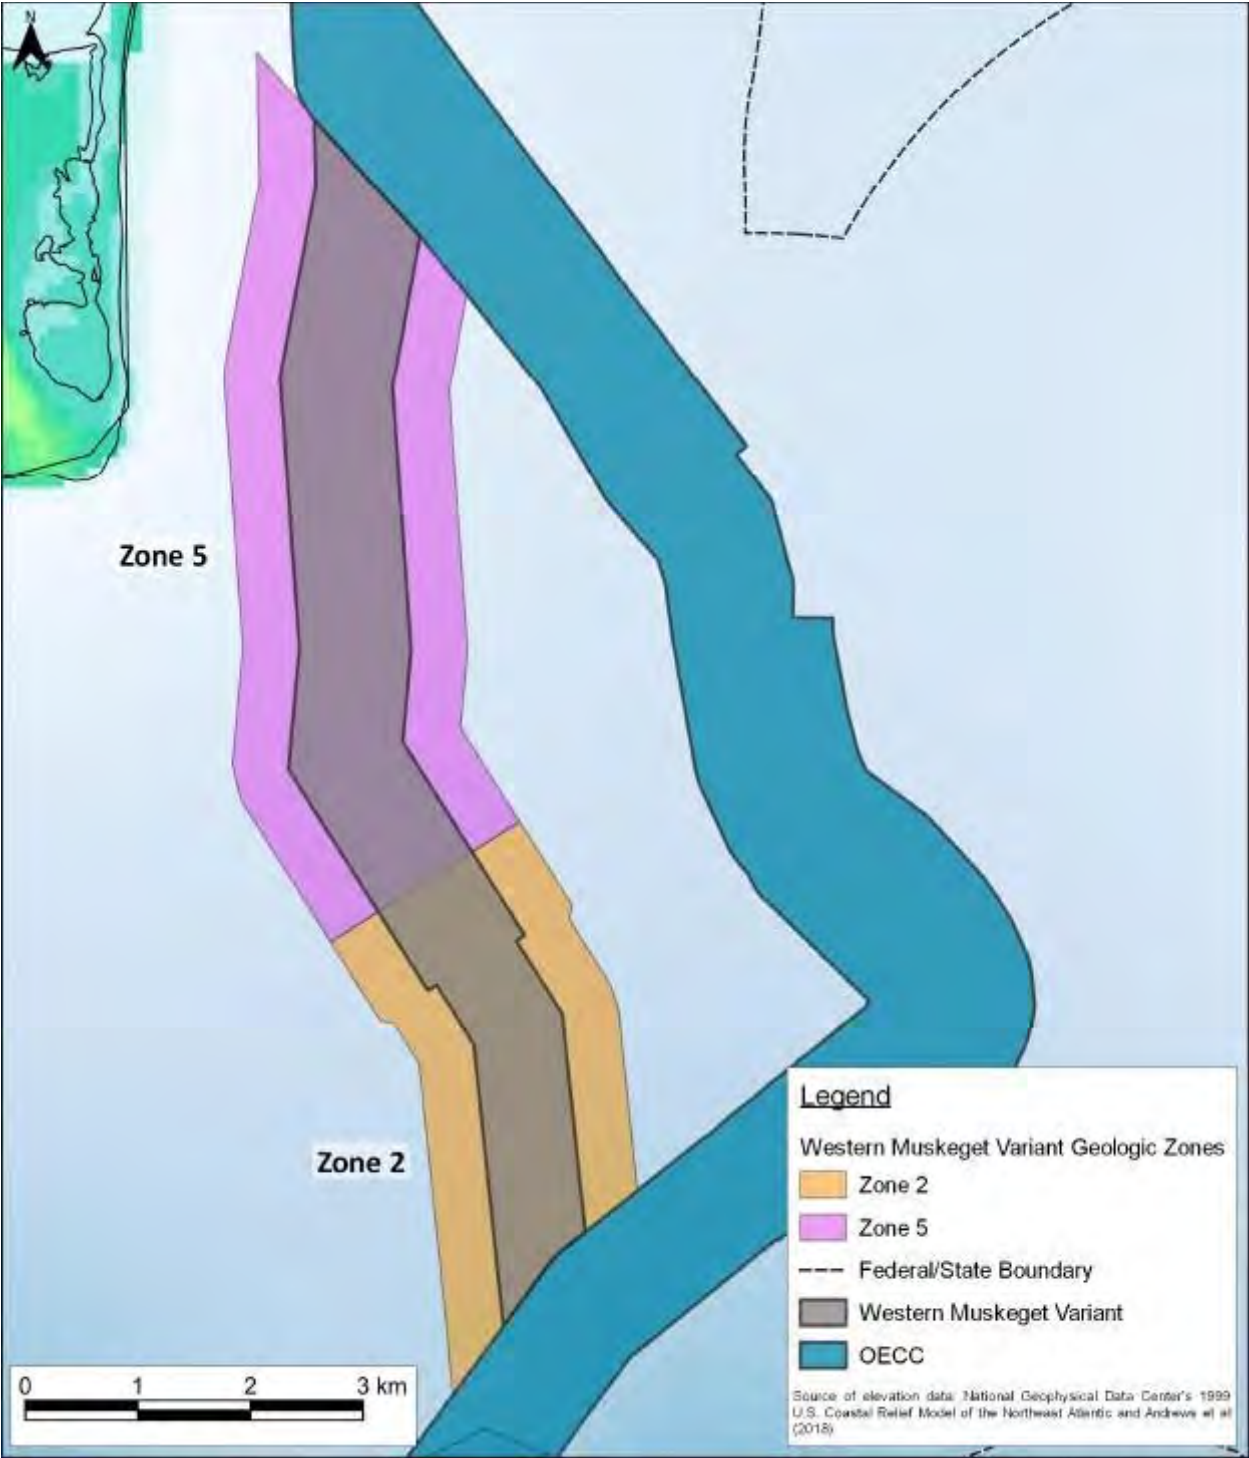 N
Zone 5
Zone 2
Legend
Western Muskeget Variant Geologic Zones
Zone 2
Zone 5
Federal/State Boundary
Western Muskeget Variant
OECC
Source of elevation data: National Geophysical Data Center's 1999
U.S. Coastal Relief Model of the Northeast Atlantic and Andrews et al
(2018)
0 1 2 3 km